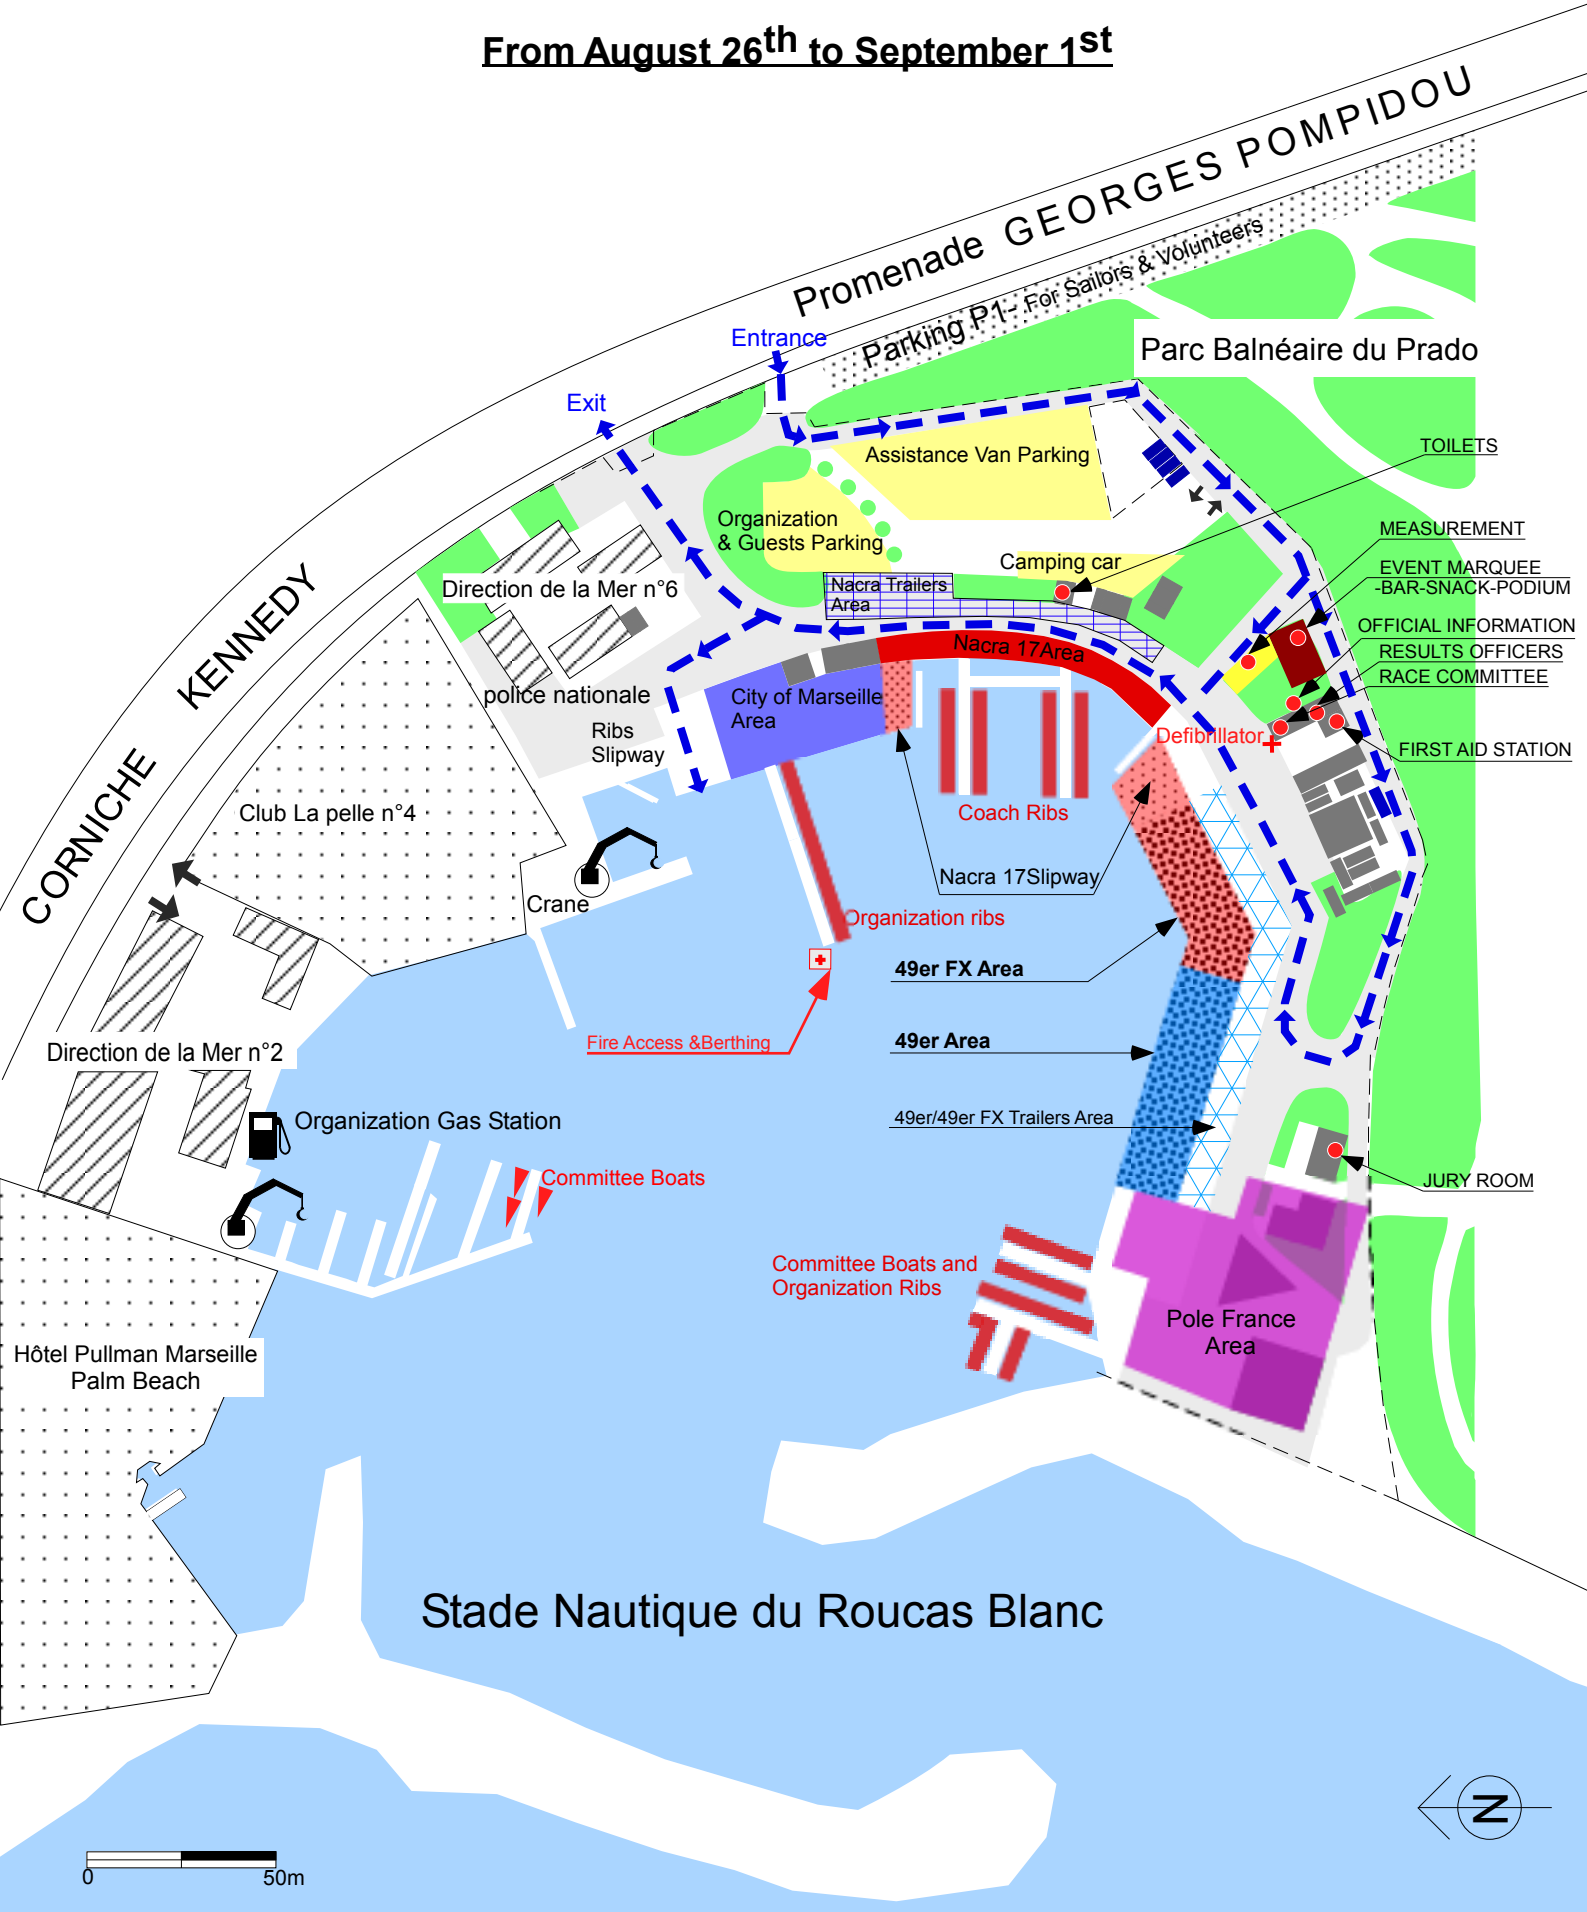 From August 26th to September 1st
Promenade GEORGES POMPIDOU
Parking P1- For Sailors & Volunteers
Entrance
Parc Balnéaire du Prado
Exit
TOILETS
Assistance Van Parking
Organization
& Guests Parking
MEASUREMENT
Camping car
EVENT MARQUEE
-BAR-SNACK-PODIUM
Direction de la Mer n°6
Nacra Trailers
Area
CORNICHE KENNEDY
OFFICIAL INFORMATION
Nacra 17Area
RESULTS OFFICERS
RACE COMMITTEE
police nationale
City of Marseille
Area
Ribs
Slipway
Defibrillator
FIRST AID STATION
Club La pelle n°4
Coach Ribs
Nacra 17Slipway
Crane
Organization ribs
49er FX Area
Fire Access &Berthing
49er Area
Direction de la Mer n°2
Organization Gas Station
49er/49er FX Trailers Area
Committee Boats
JURY ROOM
Committee Boats and
Organization Ribs
Pole France
Area
Hôtel Pullman Marseille
Palm Beach
Stade Nautique du Roucas Blanc
N
0 50m